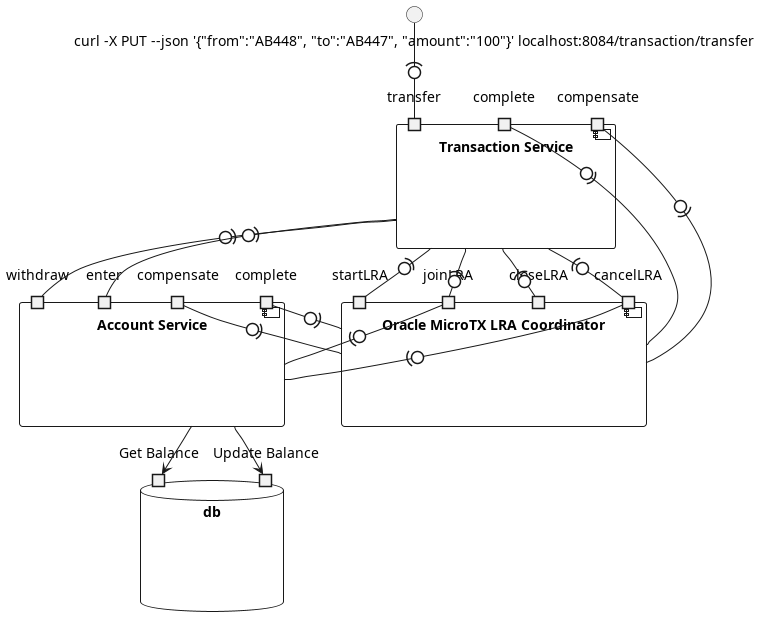 curl -X PUT --json '{"from":"AB448", "to":"AB447", "amount":"100"}' localhost:8084/transaction/transfer
transfer complete compensate
Transaction Service
withdraw enter compensate complete startLRA joinLRA closeLRA cancelLRA
Account Service Oracle MicroTX LRA Coordinator
Get Balance Update Balance
db